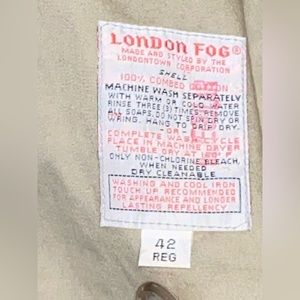 LONDON FOG®
MADE AND STYLED BY THE
LONDONTOWN CORPORATION
SHELL
100% COMBED
MACHINE WASH SEPARATELY
WITH WARM OR COLD WATER
RINSE THREE (3) TIMES, REMOVE
ALL SOAPS, DO NOT SPIN DRY OR
WRING. HANG TO DRIP DRY.
-OR-
COMPLETE WASH CYCLE
PLACE IN MACHINE DRYER
TUMBLE DRY AT
ONLY NON-CHLORINE BLEACH,
WHEN NEEDED
DRY CLEANABLE
WASHING AND COOL IRON
TOUCH UP RECOMMENDED
FOR APPEARANCE AND LONGER
LASTING REPELLENCY
42
REG